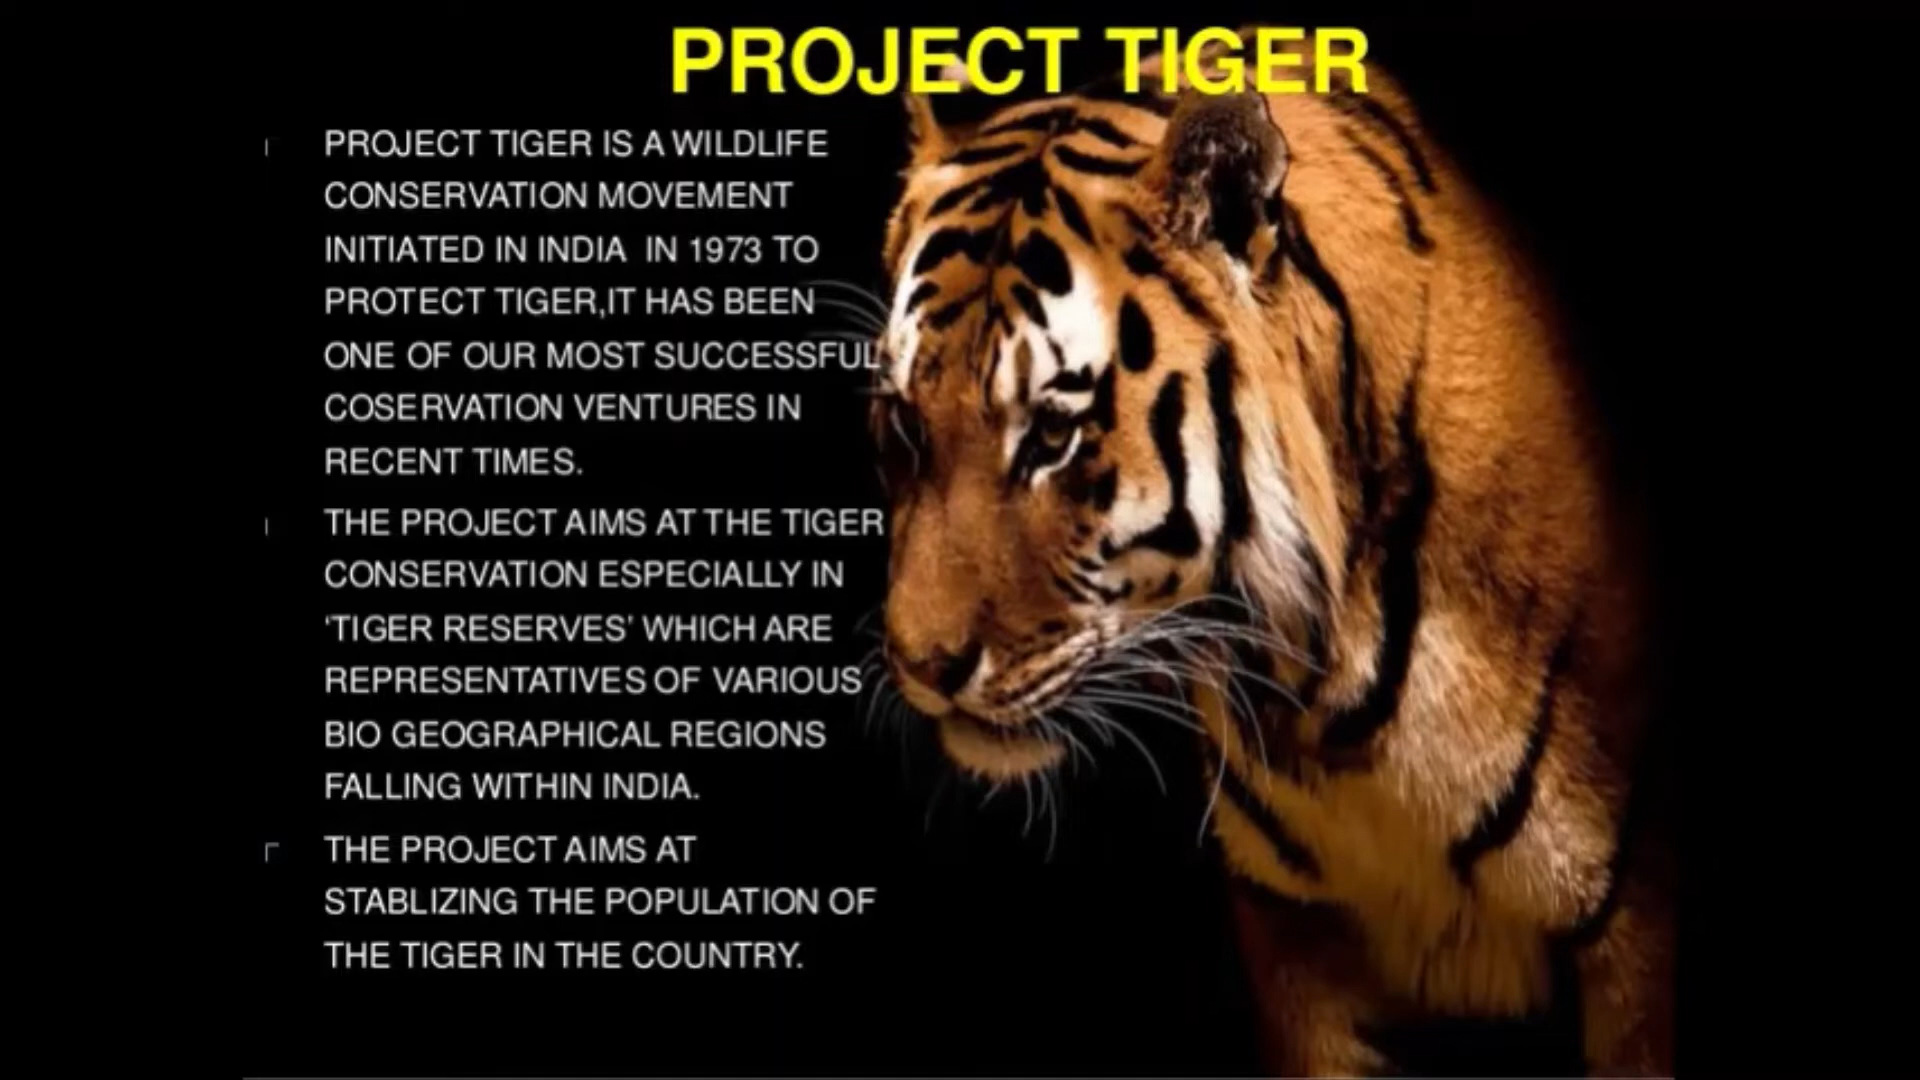 PROJECT TIGER
PROJECT TIGER IS A WILDLIFE
CONSERVATION MOVEMENT
INITIATED IN INDIA IN 1973 TO
PROTECT TIGER,IT HAS BEEN
ONE OF OUR MOST SUCCESSFUL
COSERVATION VENTURES IN
RECENT TIMES.
THE PROJECT AIMS AT THE TIGER
CONSERVATION ESPECIALLY IN
‘TIGER RESERVES’ WHICH ARE
REPRESENTATIVES OF VARIOUS
BIO GEOGRAPHICAL REGIONS
FALLING WITHIN INDIA.
THE PROJECT AIMS AT
STABLIZING THE POPULATION OF
THE TIGER IN THE COUNTRY.